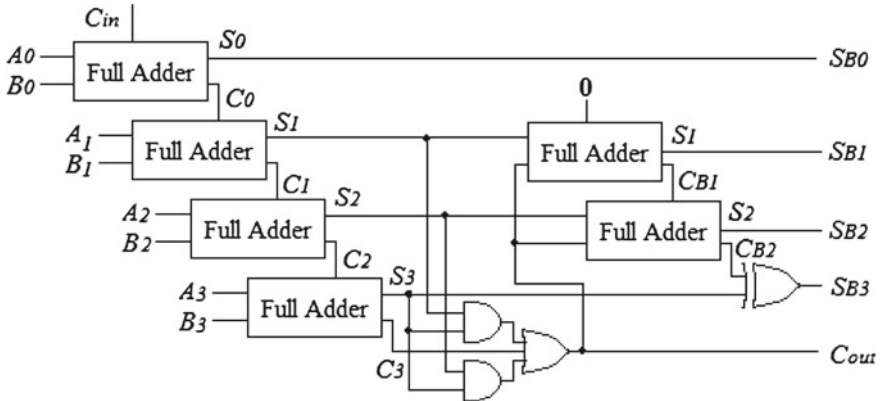 Cin
A0 S0 SB0
Full Adder
B0 C0 0
A1 S1 S1 SB1
Full Adder Full Adder
B1 C1 CB1
A2 S2 S2 SB2
Full Adder Full Adder
B2 C2 CB2
A3 S3 SB3
Full Adder
B3
C3 Cout